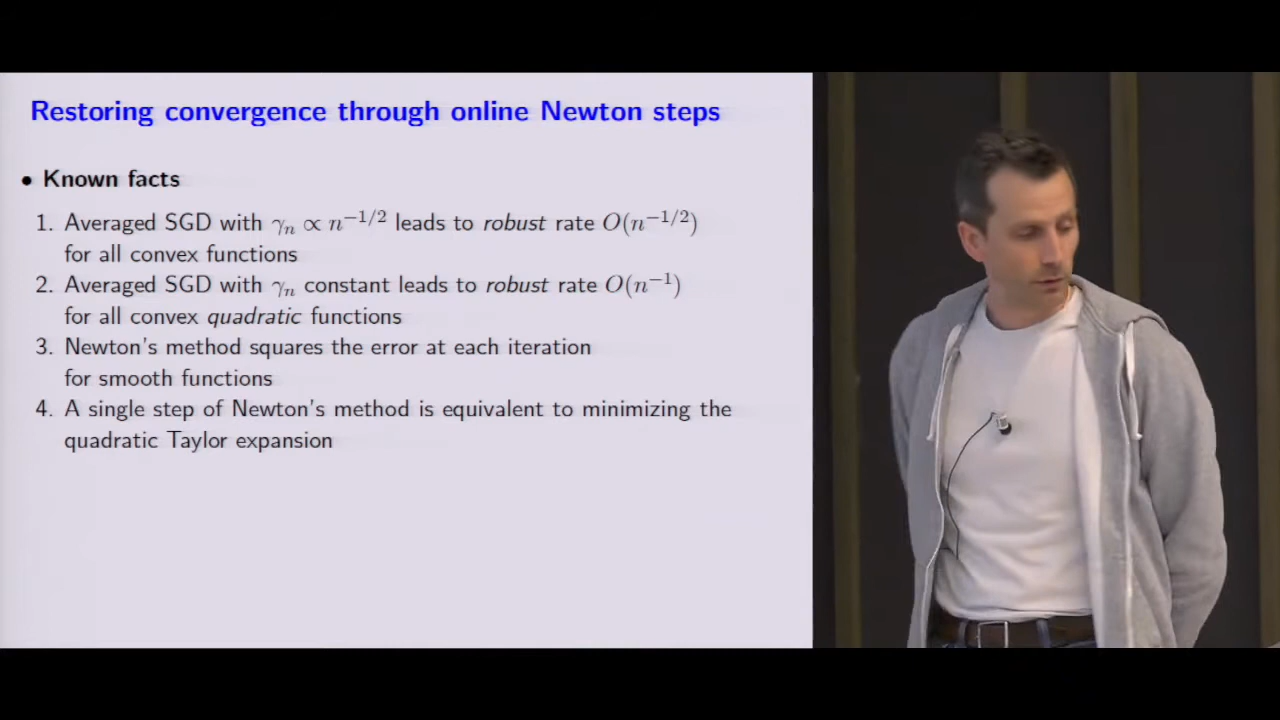 Restoring convergence through online Newton steps
• Known facts
1. Averaged SGD with γₙ ∝ n⁻¹/² leads to robust rate O(n⁻¹/²)
for all convex functions
2. Averaged SGD with γₙ constant leads to robust rate O(n⁻¹)
for all convex quadratic functions
3. Newton's method squares the error at each iteration
for smooth functions
4. A single step of Newton's method is equivalent to minimizing the
quadratic Taylor expansion